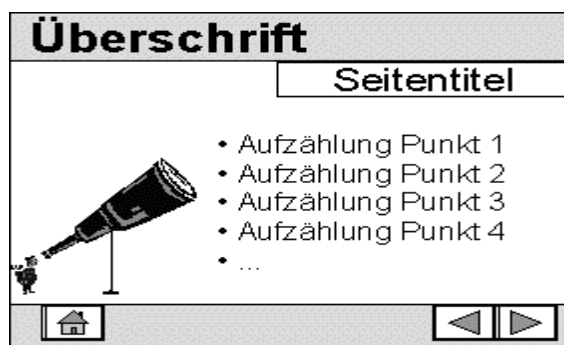 Überschrift
Seitentitel
• Aufzählung Punkt 1
• Aufzählung Punkt 2
• Aufzählung Punkt 3
• Aufzählung Punkt 4
• ...